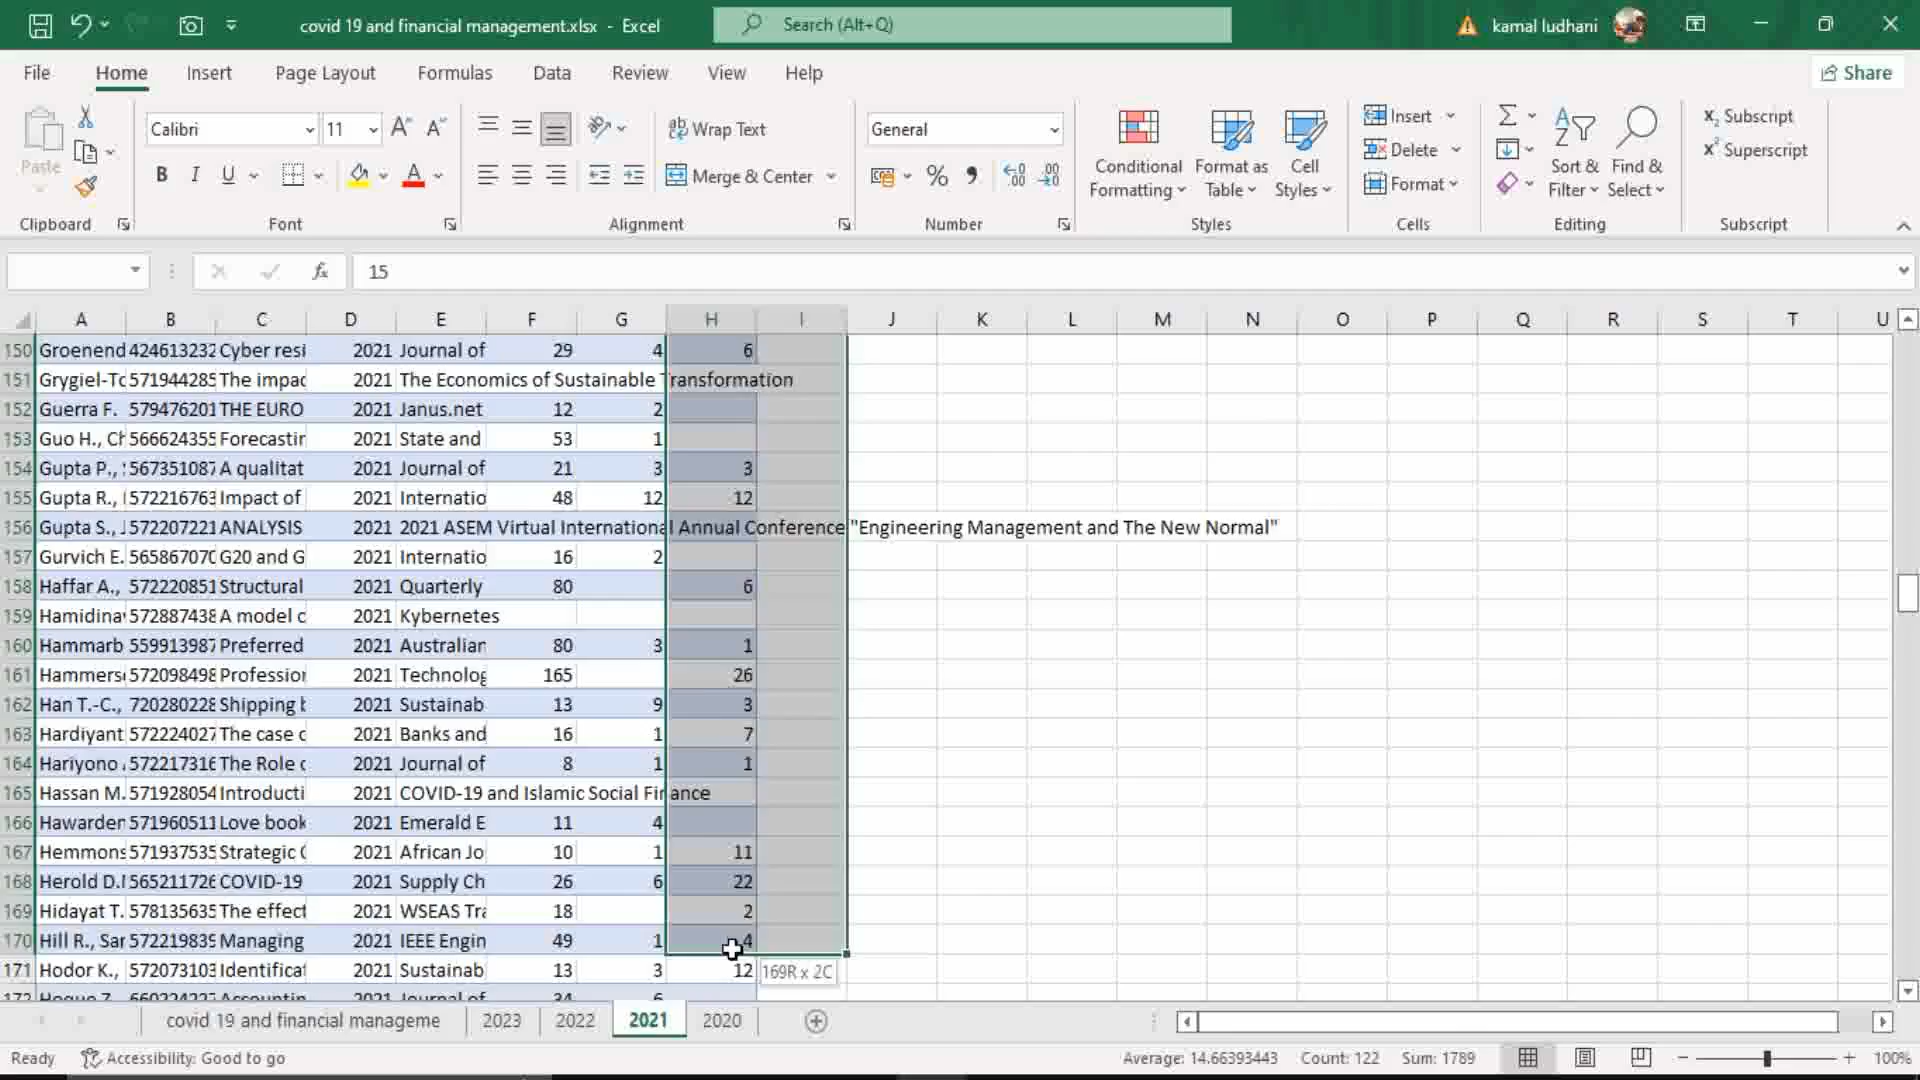 covid 19 and financial management.xlsx - Excel
Search (Alt+Q)
kamal ludhani
File Home Insert Page Layout Formulas Data Review View Help
Share
Paste
Calibri 11
Wrap Text
Merge & Center
General
Conditional Formatting
Format as Table
Cell Styles
Insert
Delete
Format
Sort & Filter
Find & Select
Subscript
Superscript
Clipboard Font Alignment Number Styles Cells Editing Subscript
fx 15
A B C D E F G H I J K L M N O P Q R S T U
150 Groenend 424613232 Cyber resi 2021 Journal of 29 4 6
151 Grygiel-To 571944285 The impac 2021 The Economics of Sustainable Transformation
152 Guerra F. 579476201 THE EURO 2021 Janus.net 12 2
153 Guo H., Ch 566624355 Forecastin 2021 State and 53 1
154 Gupta P., 567351087 A qualitat 2021 Journal of 21 3 3
155 Gupta R., 572216763 Impact of 2021 Internatio 48 12 12
156 Gupta S., J 572207221 ANALYSIS 2021 2021 ASEM Virtual International Annual Conference "Engineering Management and The New Normal"
157 Gurvich E. 565867070 G20 and G 2021 Internatio 16 2
158 Haffar A., 572220851 Structural 2021 Quarterly 80 6
159 Hamidinav 572887438 A model o 2021 Kybernetes
160 Hammarb 559913987 Preferred 2021 Australian 80 3 1
161 Hammerso 572098498 Profession 2021 Technolog 165 26
162 Han T.-C., 720280228 Shipping b 2021 Sustainab 13 9 3
163 Hardiyant 572224027 The case o 2021 Banks and 16 1 7
164 Hariyono 572217316 The Role o 2021 Journal of 8 1 1
165 Hassan M. 571928054 Introducti 2021 COVID-19 and Islamic Social Finance
166 Hawarden 571960511 Love book 2021 Emerald E 11 4
167 Hemmons 571937535 Strategic C 2021 African Jo 10 1 11
168 Herold D.M 565211726 COVID-19 2021 Supply Ch 26 6 22
169 Hidayat T. 578135635 The effect 2021 WSEAS Tra 18 2
170 Hill R., Sar 572219839 Managing 2021 IEEE Engin 49 1 4
171 Hodor K., 572073103 Identificat 2021 Sustainab 13 3 12
169R x 2C
covid 19 and financial manageme 2023 2022 2021 2020
Ready Accessibility: Good to go Average: 14.66393443 Count: 122 Sum: 1789 100%